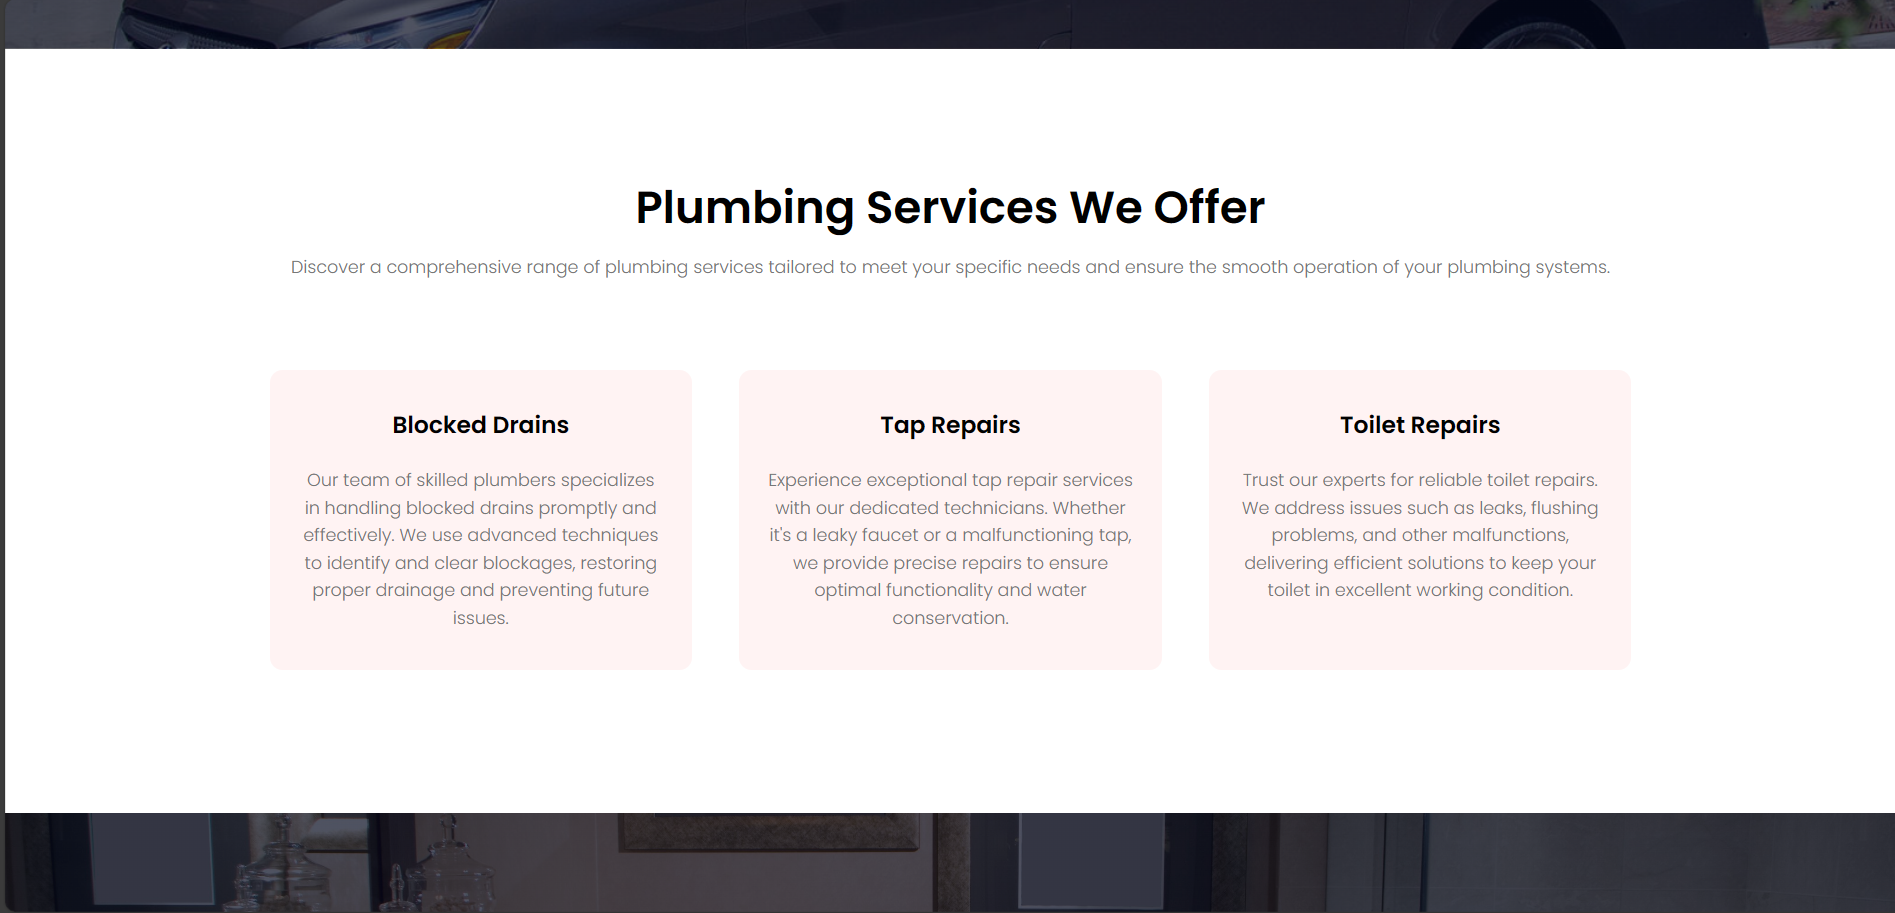 Plumbing Services We Offer
Discover a comprehensive range of plumbing services tailored to meet your specific needs and ensure the smooth operation of your plumbing systems.
Blocked Drains
Our team of skilled plumbers specializes
in handling blocked drains promptly and
effectively. We use advanced techniques
to identify and clear blockages, restoring
proper drainage and preventing future
issues.
Tap Repairs
Experience exceptional tap repair services
with our dedicated technicians. Whether
it's a leaky faucet or a malfunctioning tap,
we provide precise repairs to ensure
optimal functionality and water
conservation.
Toilet Repairs
Trust our experts for reliable toilet repairs.
We address issues such as leaks, flushing
problems, and other malfunctions,
delivering efficient solutions to keep your
toilet in excellent working condition.